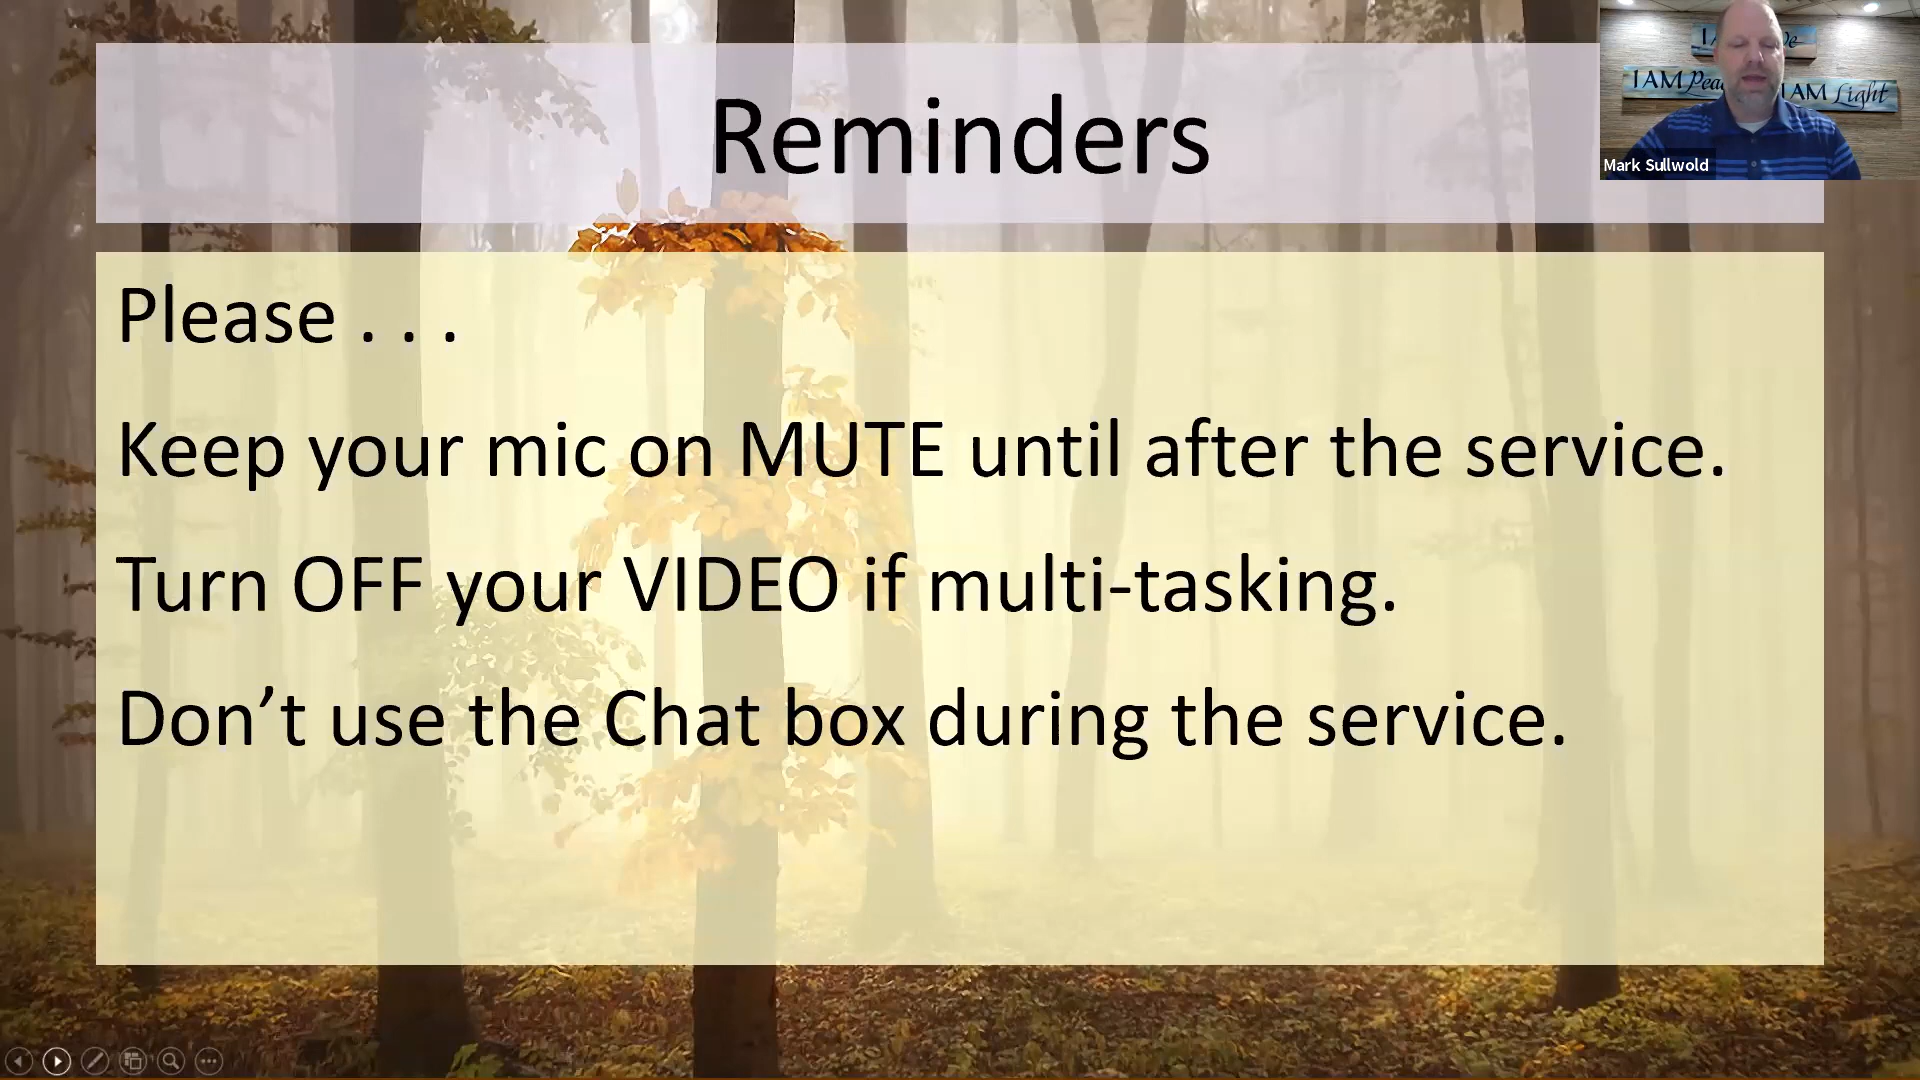 Reminders
I AM Light
I AM
Mark Sullwold
Please . . .
Keep your mic on MUTE until after the service.
Turn OFF your VIDEO if multi-tasking.
Don’t use the Chat box during the service.